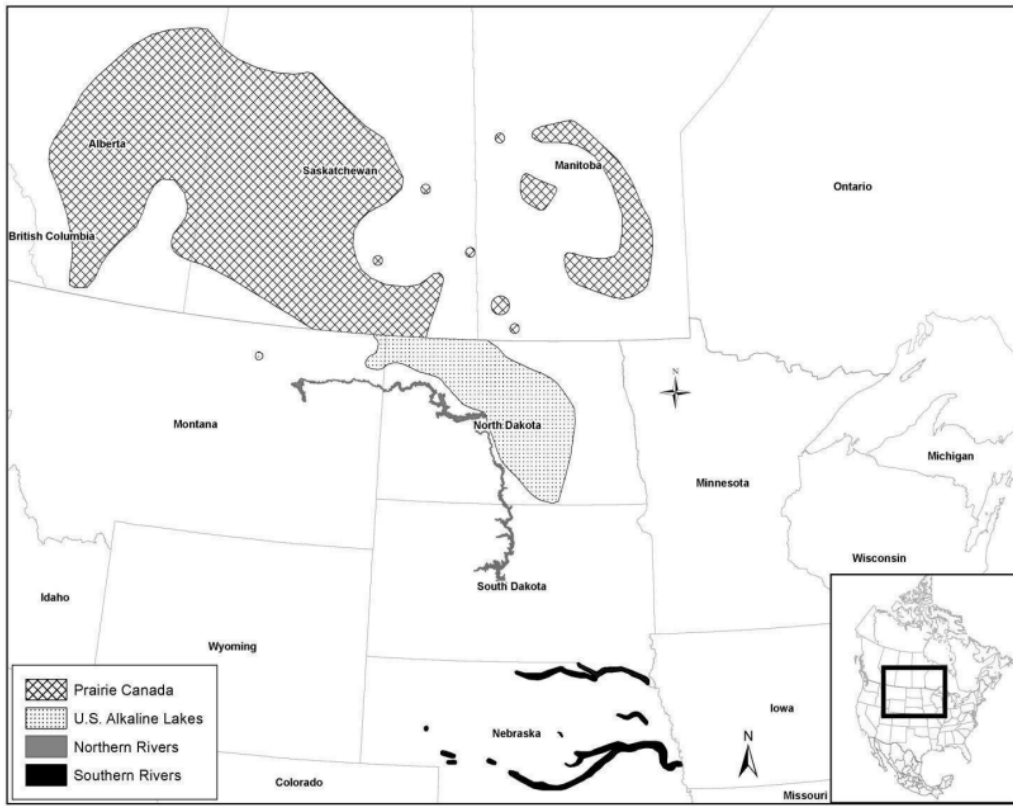 Alberta
Saskatchewan
Manitoba
Ontario
British Columbia
N
Montana
North Dakota
Minnesota
Michigan
Wisconsin
South Dakota
Idaho
Wyoming
Iowa
Nebraska
N
Colorado
Missouri
Prairie Canada
U.S. Alkaline Lakes
Northern Rivers
Southern Rivers